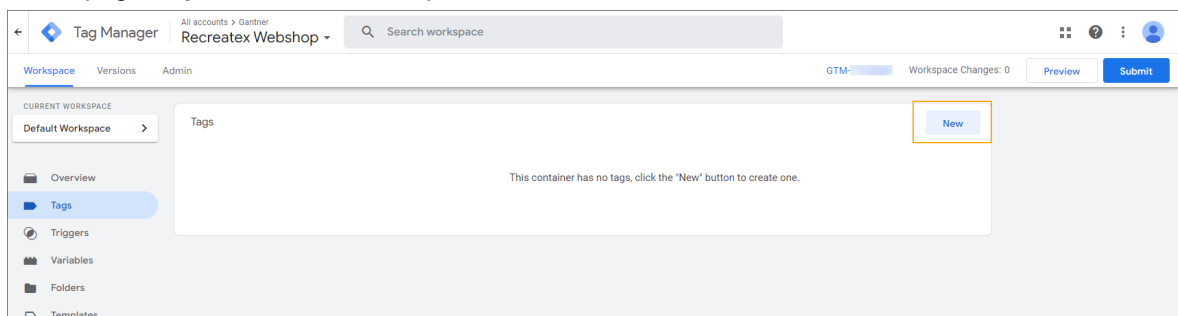 All accounts > Gantner
Tag Manager
Recreatex Webshop
Search workspace
Workspace
Versions
Admin
GTM-
Workspace Changes: 0
Preview
Submit
CURRENT WORKSPACE
Default Workspace
Tags
New
This container has no tags, click the "New" button to create one.
Overview
Tags
Triggers
Variables
Folders
Templates